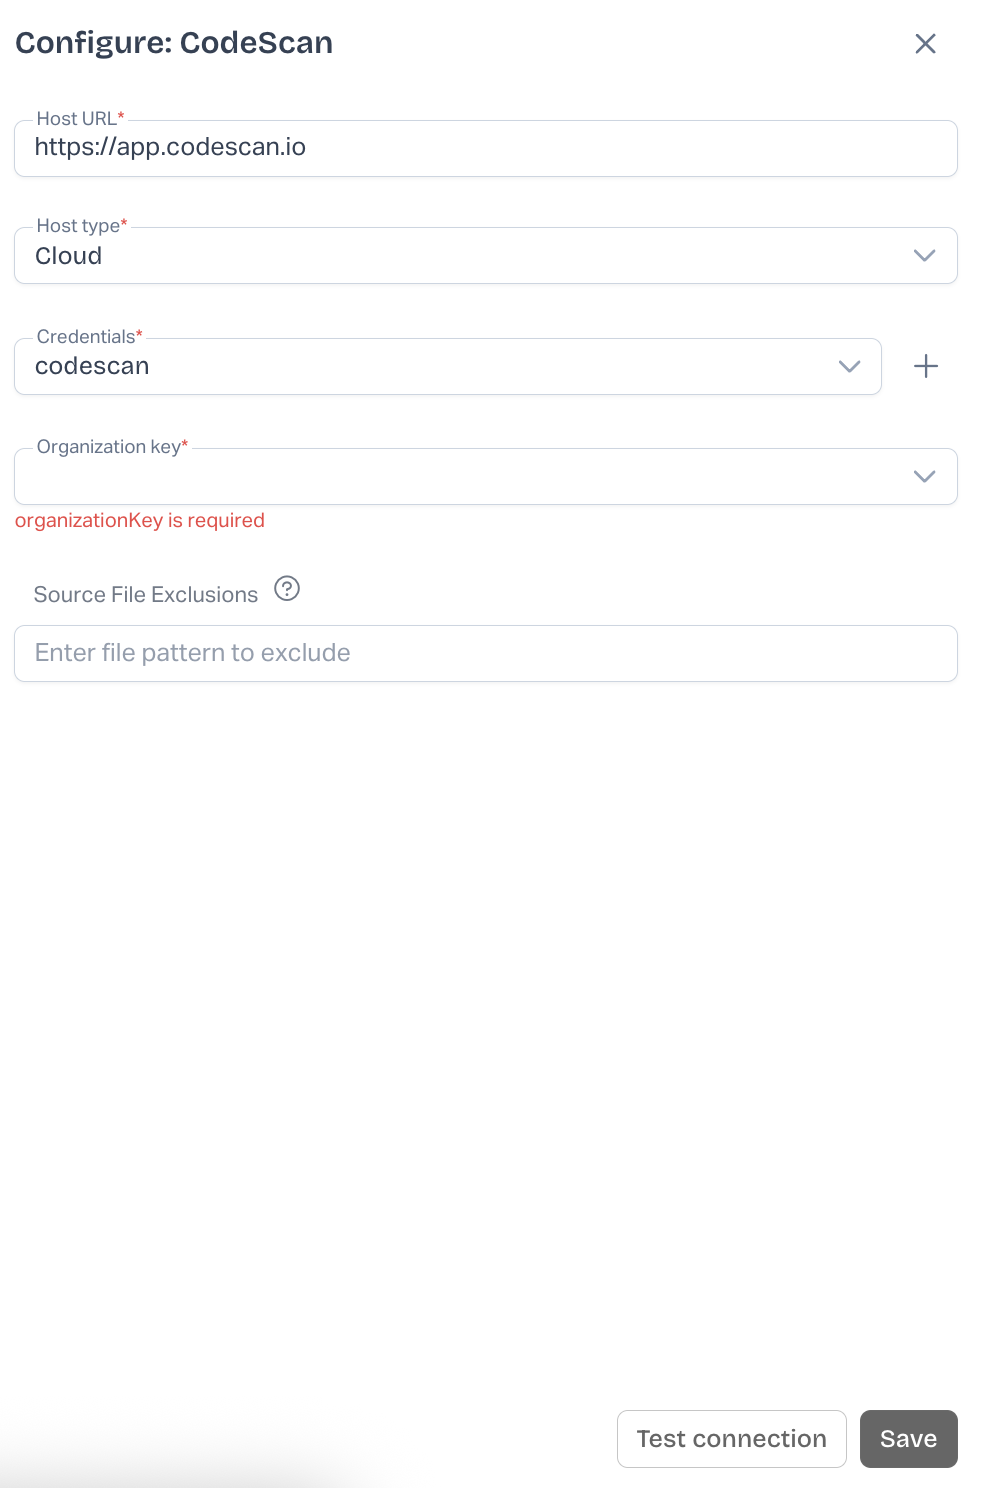 Configure: CodeScan
Host URL*
https://app.codescan.io
Host type*
Cloud
Credentials*
codescan
Organization key*
organizationKey is required
Source File Exclusions
Enter file pattern to exclude
Test connection
Save